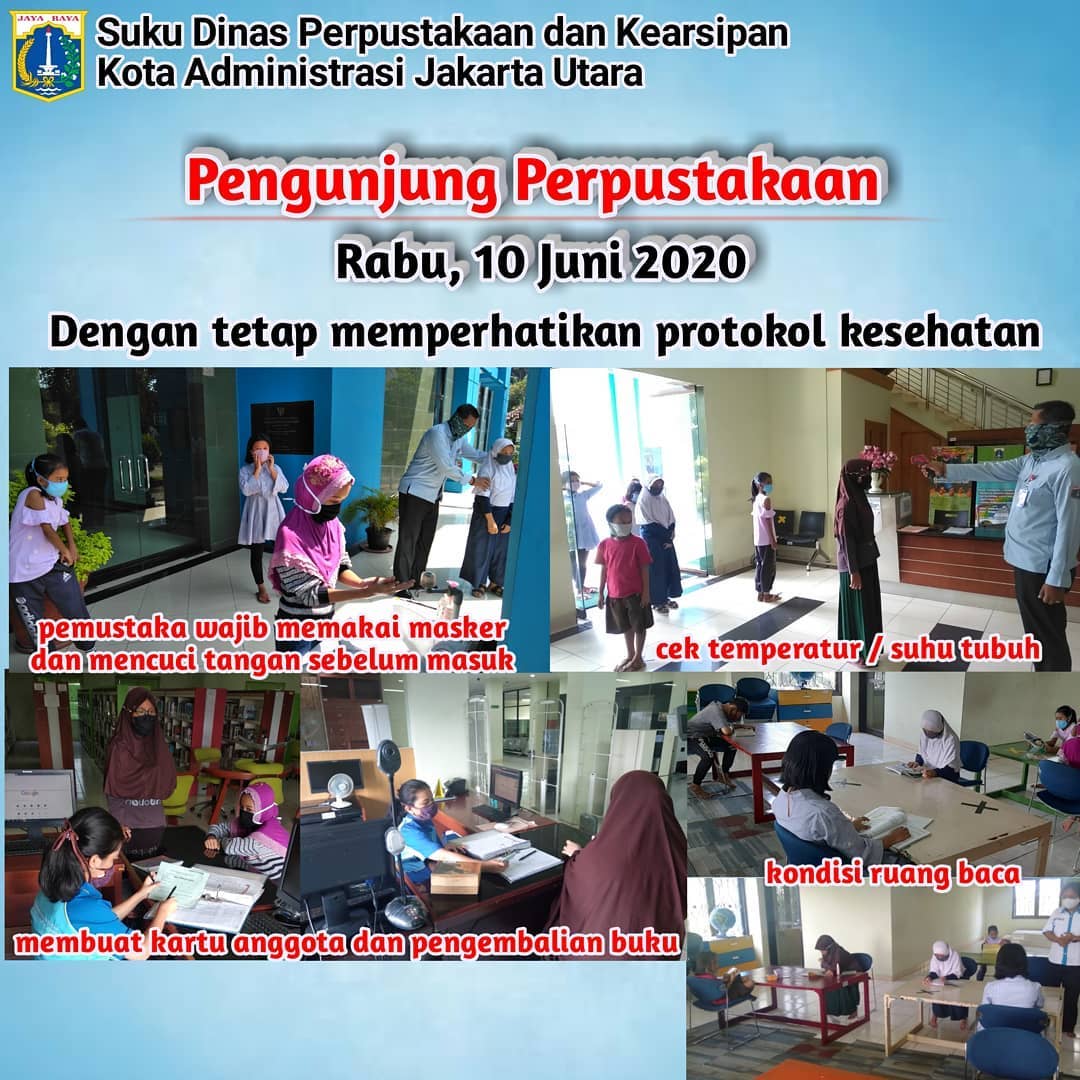 JAYA RAYA
Suku Dinas Perpustakaan dan Kearsipan
Kota Administrasi Jakarta Utara
Pengunjung Perpustakaan
Rabu, 10 Juni 2020
Dengan tetap memperhatikan protokol kesehatan
pemustaka wajib memakai masker
dan mencuci tangan sebelum masuk
cek temperatur / suhu tubuh
Google
membuat kartu anggota dan pengembalian buku
kondisi ruang baca